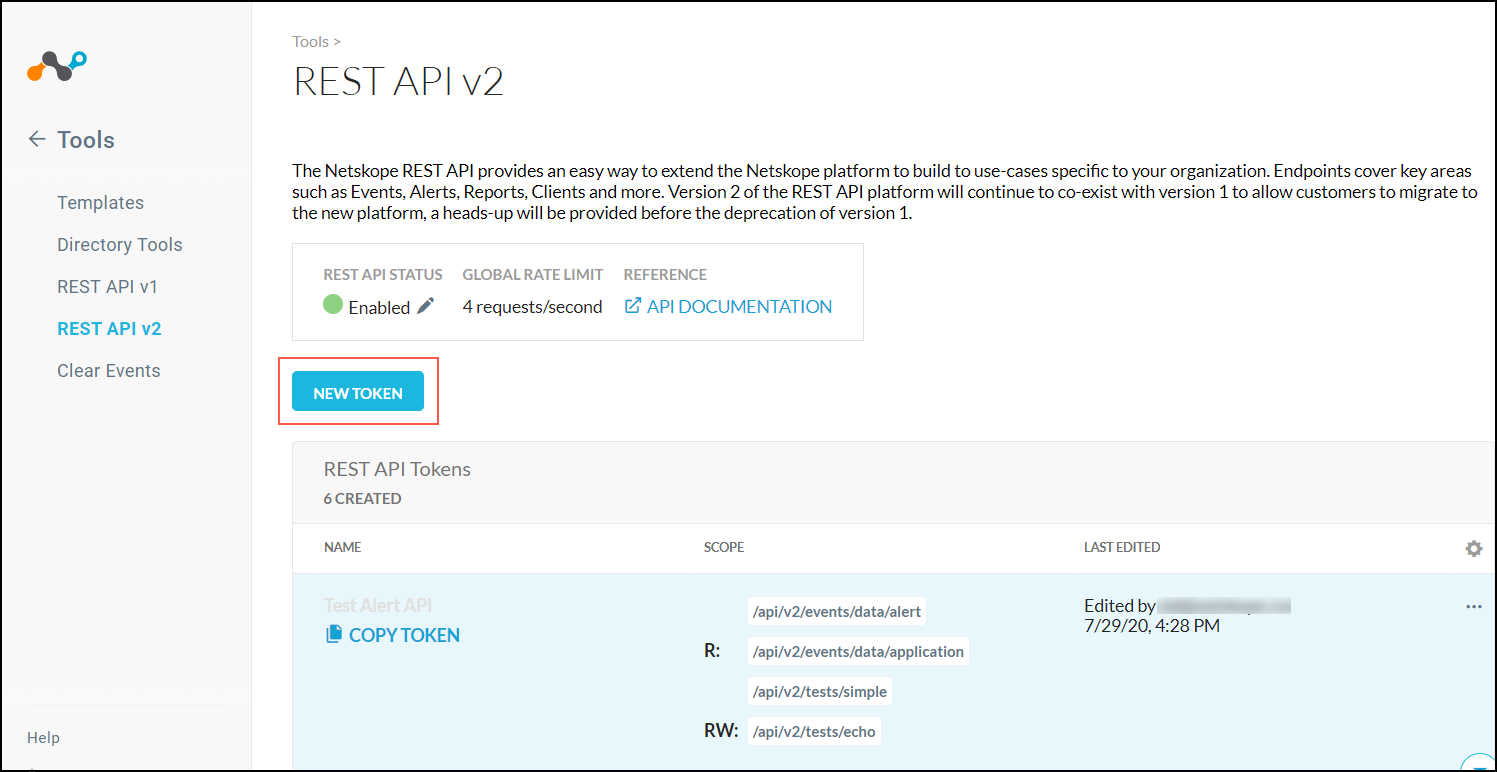 Tools >
REST API v2
Tools
Templates
Directory Tools
REST API v1
REST API v2
Clear Events
Help
The Netskope REST API provides an easy way to extend the Netskope platform to build to use-cases specific to your organization. Endpoints cover key areas
such as Events, Alerts, Reports, Clients and more. Version 2 of the REST API platform will continue to co-exist with version 1 to allow customers to migrate to
the new platform, a heads-up will be provided before the deprecation of version 1.
REST API STATUS GLOBAL RATE LIMIT REFERENCE
Enabled 4 requests/second API DOCUMENTATION
NEW TOKEN
REST API Tokens
6 CREATED
NAME SCOPE LAST EDITED
Test Alert API /api/v2/events/data/alert Edited by
COPY TOKEN 7/29/20, 4:28 PM
R: /api/v2/events/data/application
/api/v2/tests/simple
RW: /api/v2/tests/echo